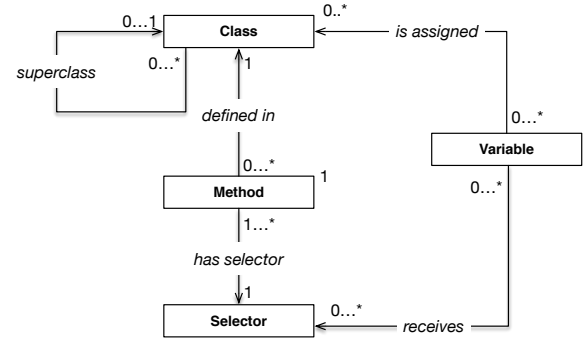 0...1
Class
0..*
is assigned
superclass
0...*
1
defined in
0...*
Variable
0...*
0...*
Method
1
1...*
has selector
1
Selector
0...*
receives